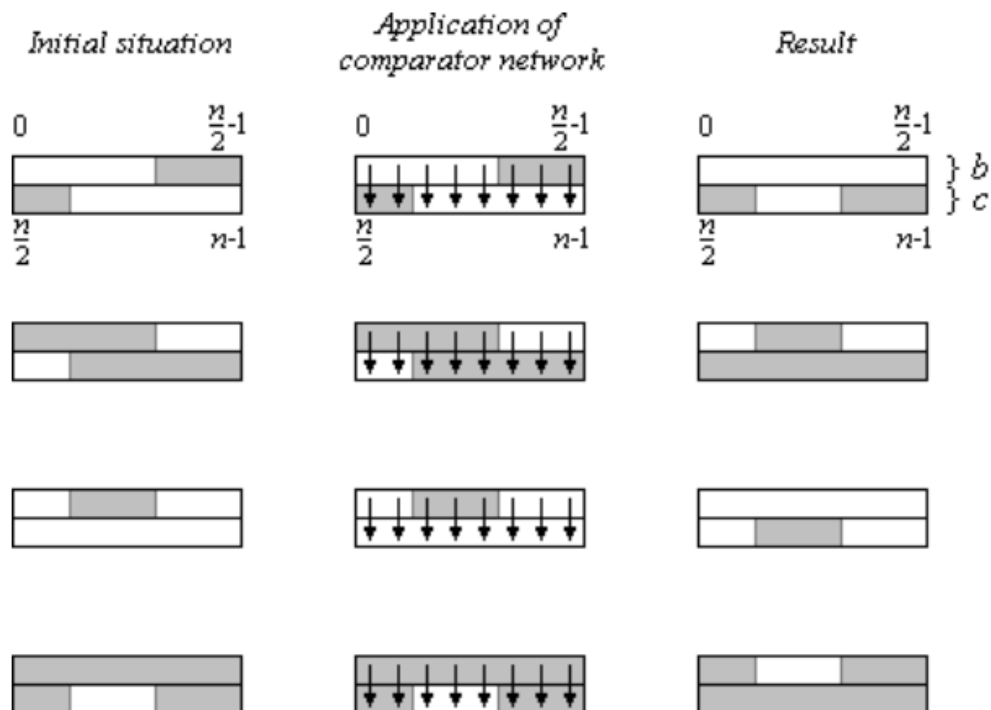 Initial situation
Application of
comparator network
Result
0 n/2-1
0 n/2-1
0 n/2-1
} b
} c
n/2 n-1
n/2 n-1
n/2 n-1